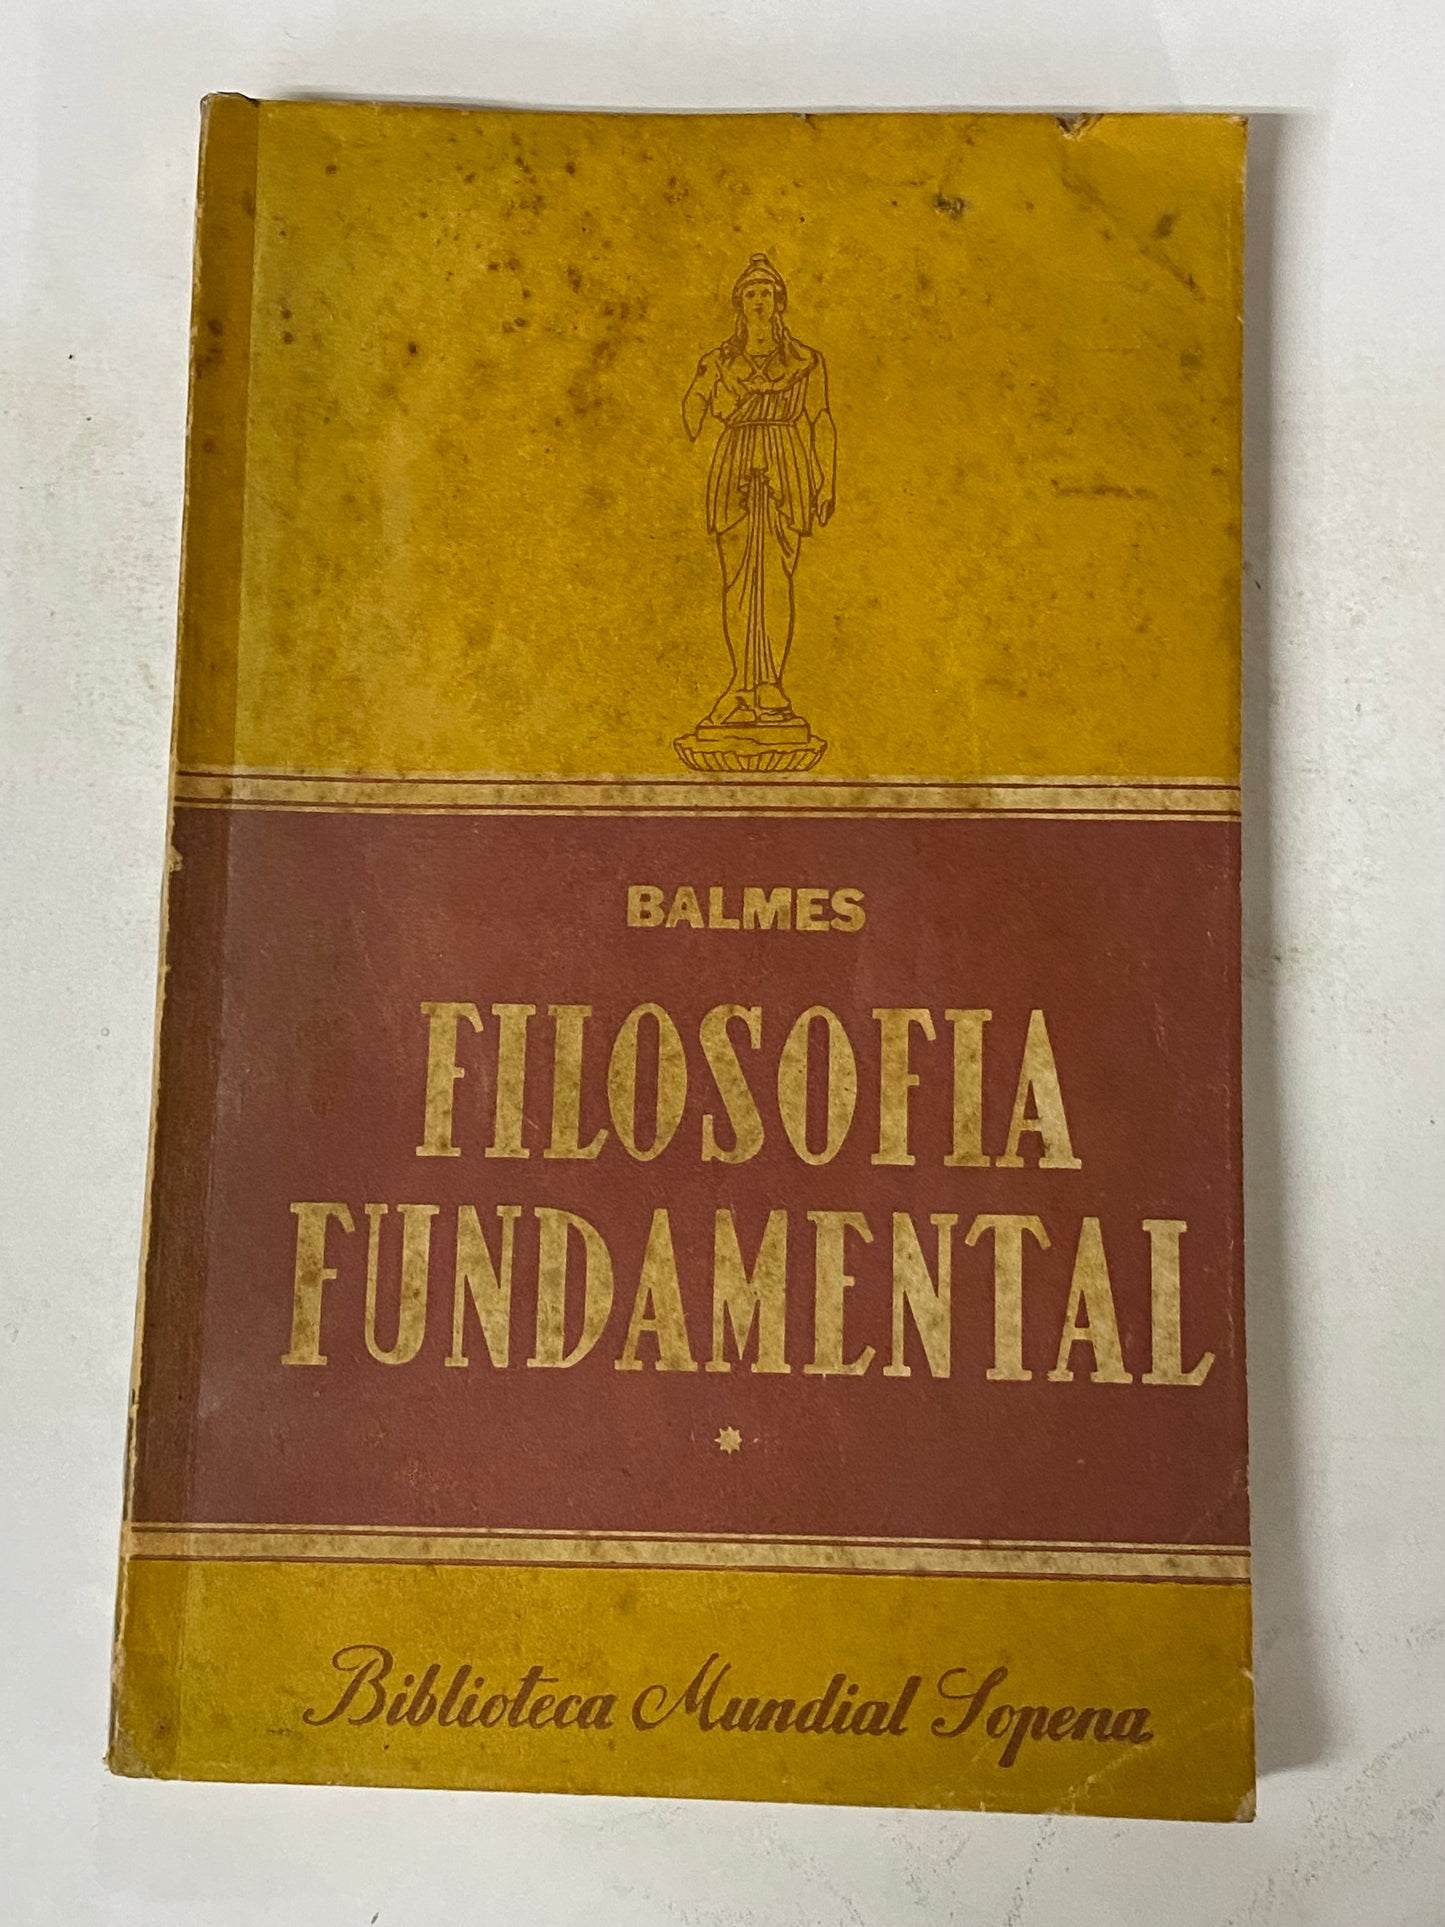 BALMES
FILOSOFIA
FUNDAMENTAL
Biblioteca Mundial Sopena